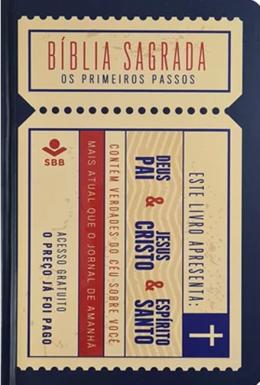 BÍBLIA SAGRADA
OS PRIMEIROS PASSOS
ESTE LIVRO APRESENTA:
DEUS PAI & JESUS CRISTO & ESPÍRITO SANTO
CONTÉM VERDADES DO CÉU SOBRE VOCÊ
MAIS ATUAL QUE O JORNAL DE AMANHÃ
SBB
ACESSO GRATUITO
O PREÇO JÁ FOI PAGO